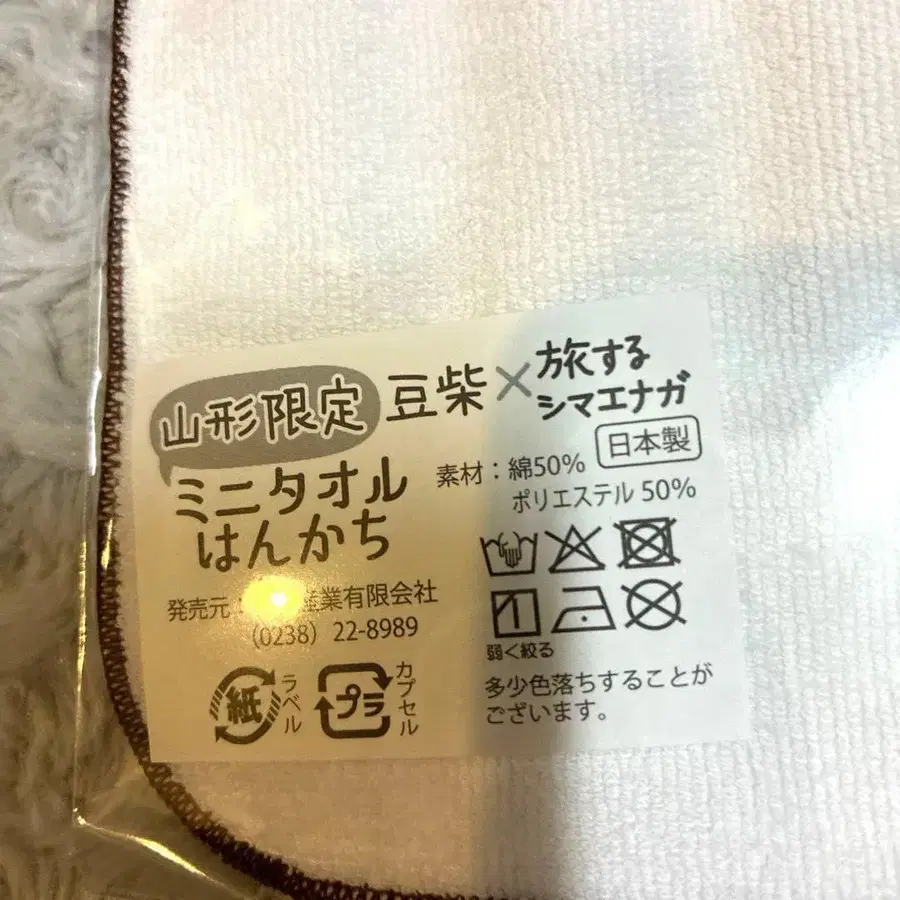 山形限定 豆柴×旅する
シマエナガ
ミニタオル
はんかち
日本製
素材：綿50%
ポリエステル 50%
弱く絞る
発売元 産業有限会社
(0238) 22-8989
紙 ラベル
プラ カプセル
多少色落ちすることが
ございます。